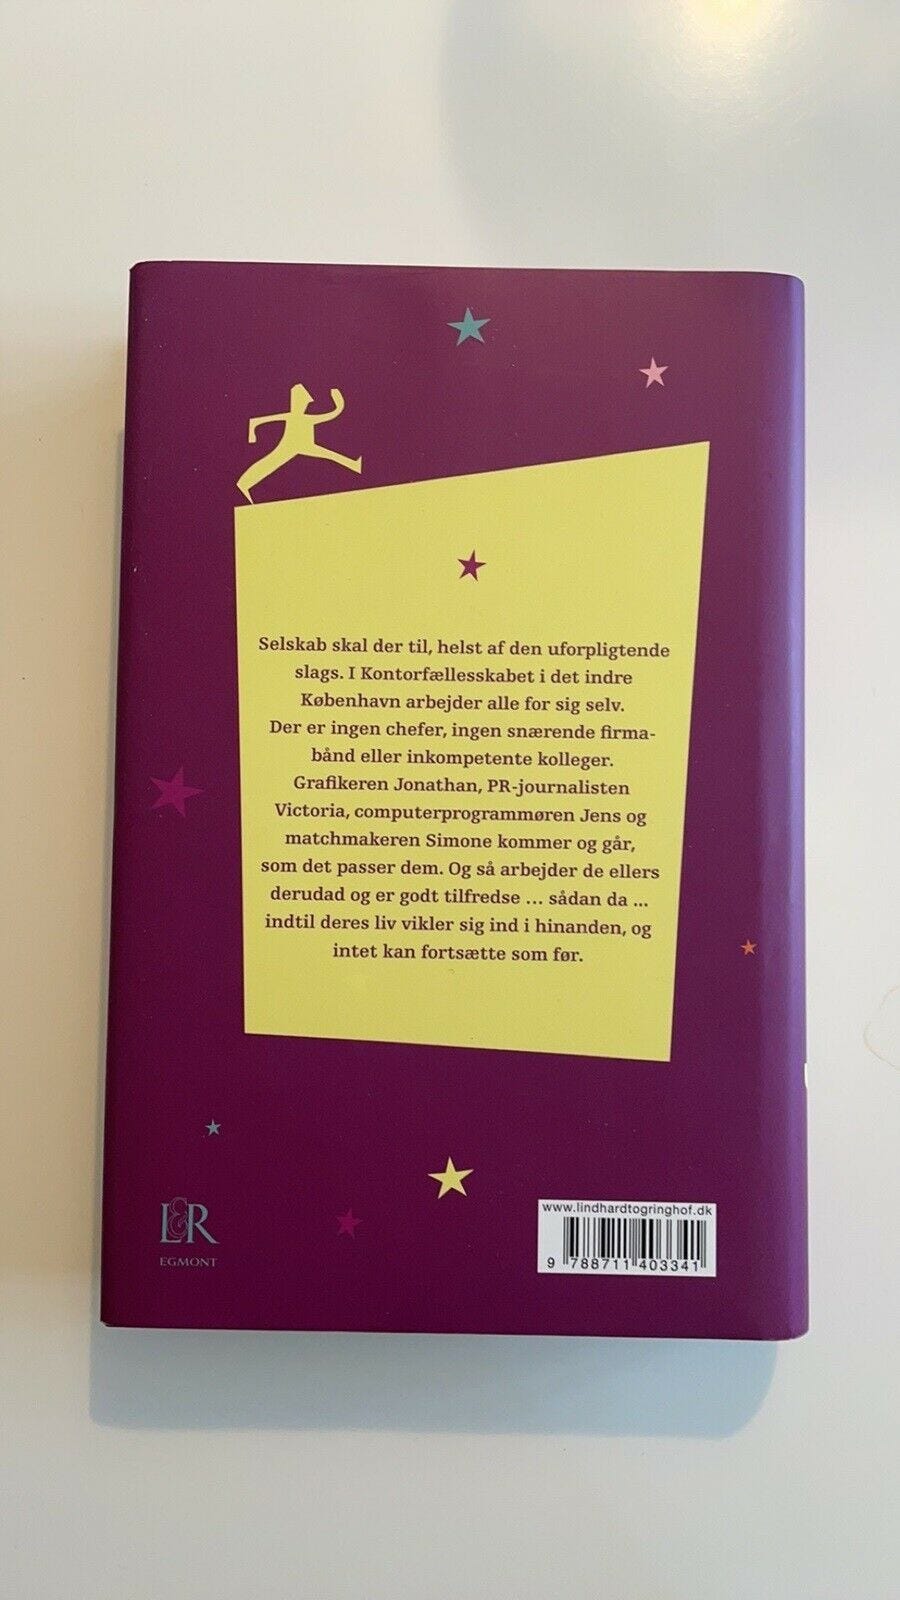 Selskab skal der til, helst af den uforpligtende
slags. I Kontorfællesskabet i det indre
København arbejder alle for sig selv.
Der er ingen chefer, ingen snærende firma-
bånd eller inkompetente kolleger.
Grafikeren Jonathan, PR-journalisten
Victoria, computerprogrammøren Jens og
matchmakeren Simone kommer og går,
som det passer dem. Og så arbejder de ellers
derudad og er godt tilfredse ... sådan da ...
indtil deres liv vikler sig ind i hinanden, og
intet kan fortsætte som før.
L&R
EGMONT
www.lindhardtogringhof.dk
9 788711 403341